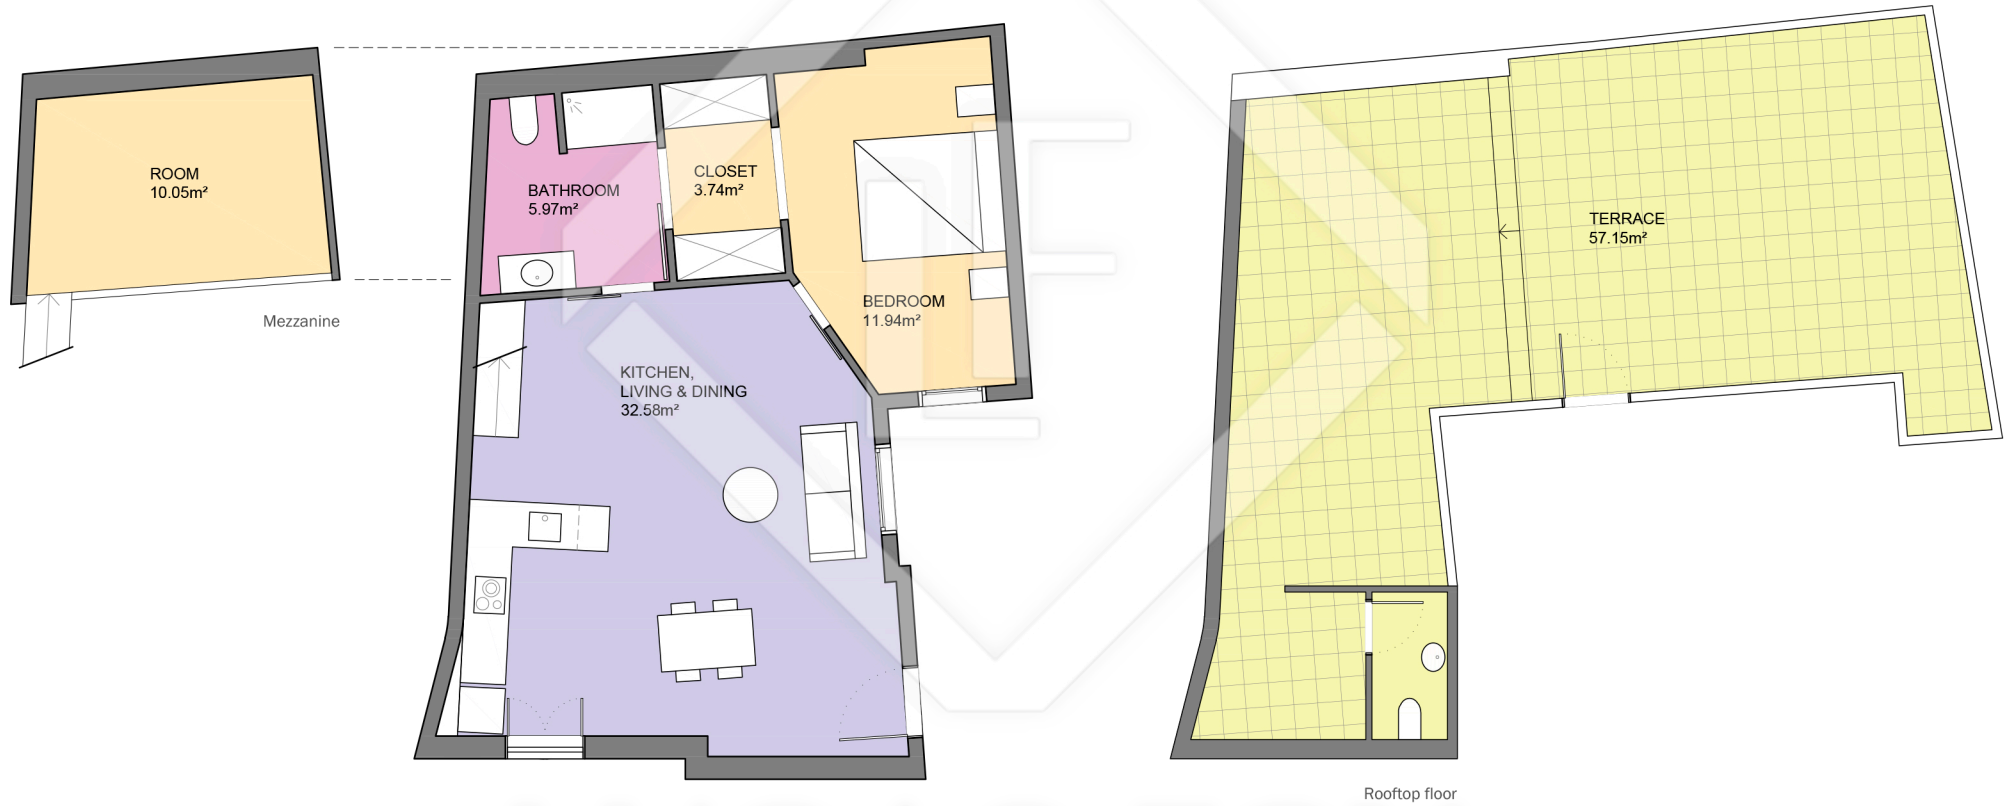 ROOM
10.05m²
Mezzanine
BATHROOM
5.97m²
CLOSET
3.74m²
BEDROOM
11.94m²
KITCHEN,
LIVING & DINING
32.58m²
TERRACE
57.15m²
Rooftop floor